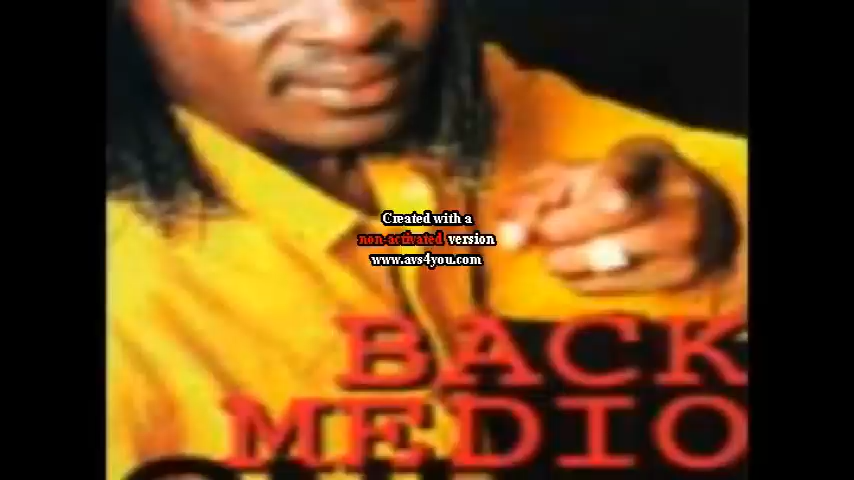 Created with a
non-activated version
www.avs4you.com
BACK
MEDIO